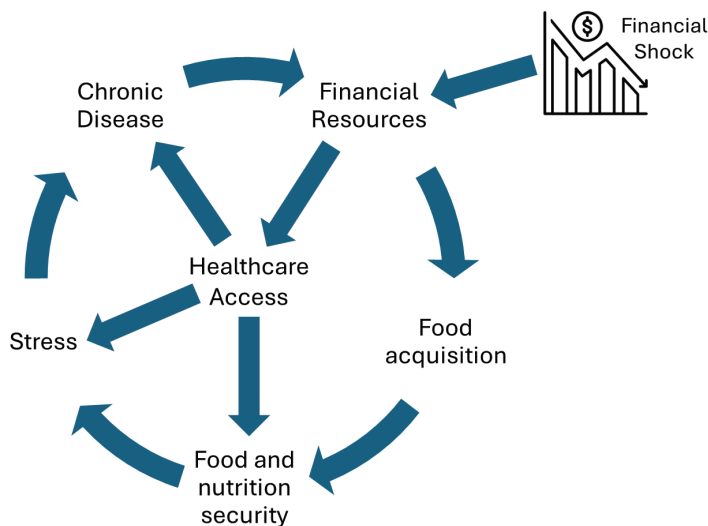 $
Financial
Shock
Chronic
Disease
Financial
Resources
Healthcare
Access
Stress
Food
acquisition
Food and
nutrition
security